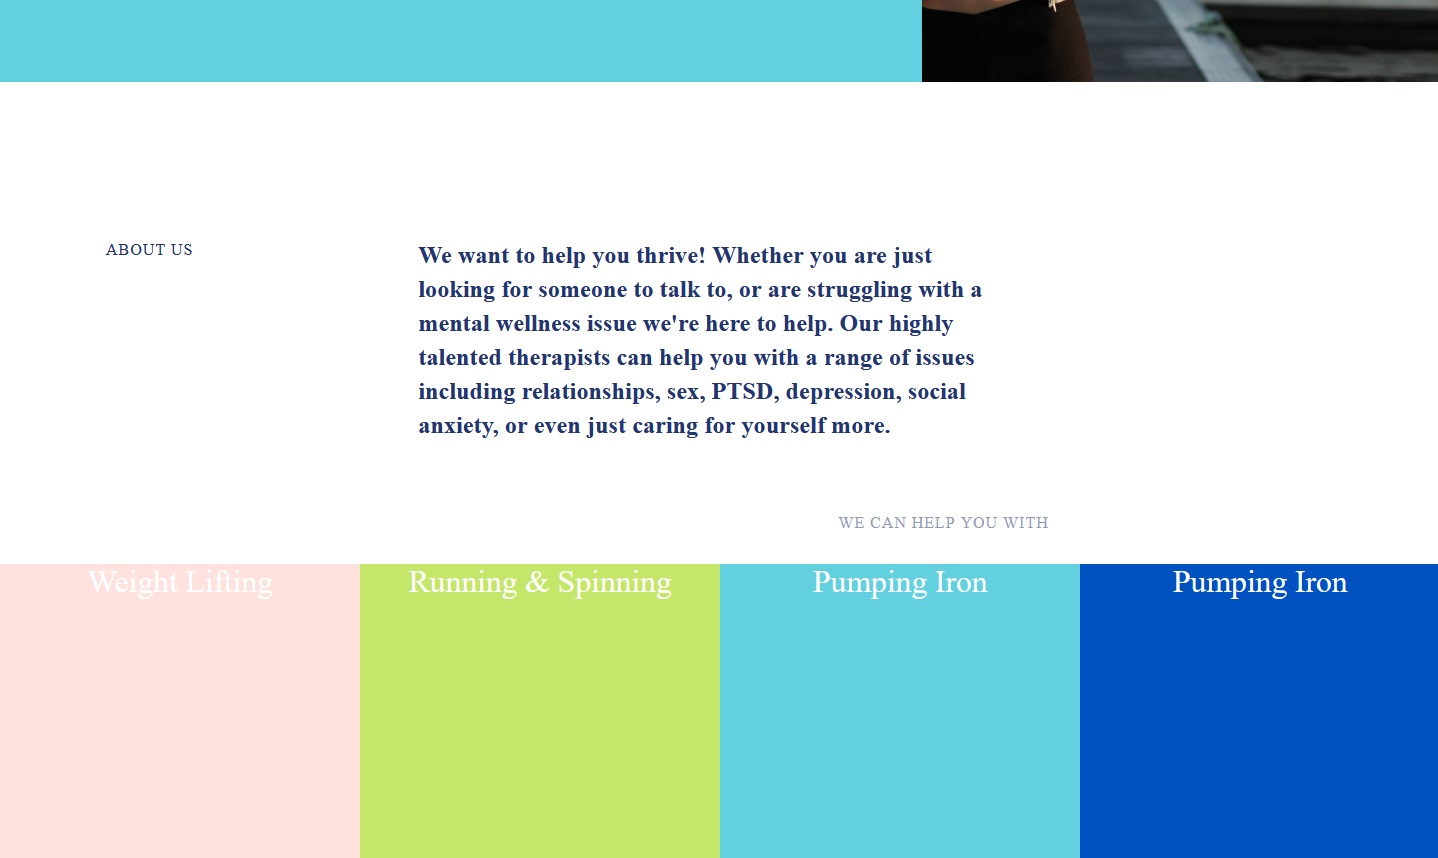 ABOUT US
We want to help you thrive! Whether you are just
looking for someone to talk to, or are struggling with a
mental wellness issue we're here to help. Our highly
talented therapists can help you with a range of issues
including relationships, sex, PTSD, depression, social
anxiety, or even just caring for yourself more.
WE CAN HELP YOU WITH
Weight Lifting
Running & Spinning
Pumping Iron
Pumping Iron